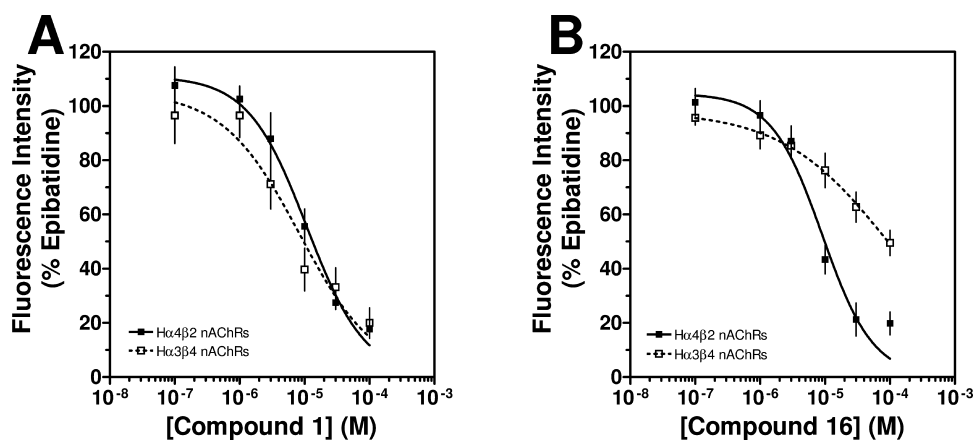 A
Fluorescence Intensity
(% Epibatidine)
120
100
80
60
40
20
0
Hα4β2 nAChRs
Hα3β4 nAChRs
10-8 10-7 10-6 10-5 10-4 10-3
[Compound 1] (M)
B
Fluorescence Intensity
(% Epibatidine)
120
100
80
60
40
20
0
Hα4β2 nAChRs
Hα3β4 nAChRs
10-8 10-7 10-6 10-5 10-4 10-3
[Compound 16] (M)